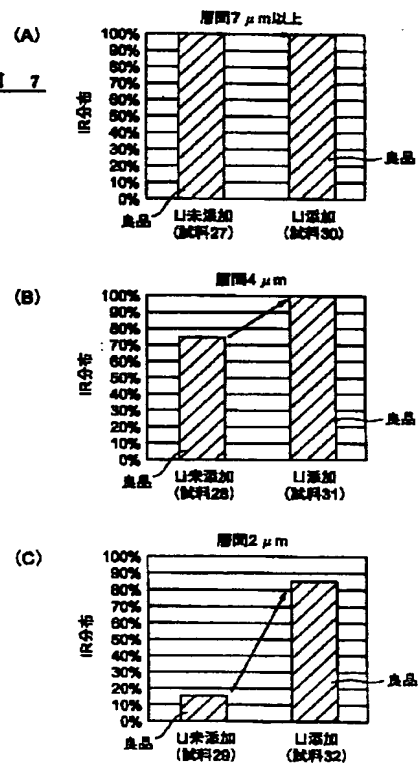 7
(A)
層間7μm以上
IR分布
100%
90%
80%
70%
60%
50%
40%
30%
20%
10%
0%
良品
良品
Li未添加
(試料27)
Li添加
(試料30)
(B)
層間4μm
IR分布
100%
90%
80%
70%
60%
50%
40%
30%
20%
10%
0%
良品
良品
Li未添加
(試料28)
Li添加
(試料31)
(C)
層間2μm
IR分布
100%
90%
80%
70%
60%
50%
40%
30%
20%
10%
0%
良品
良品
Li未添加
(試料29)
Li添加
(試料32)